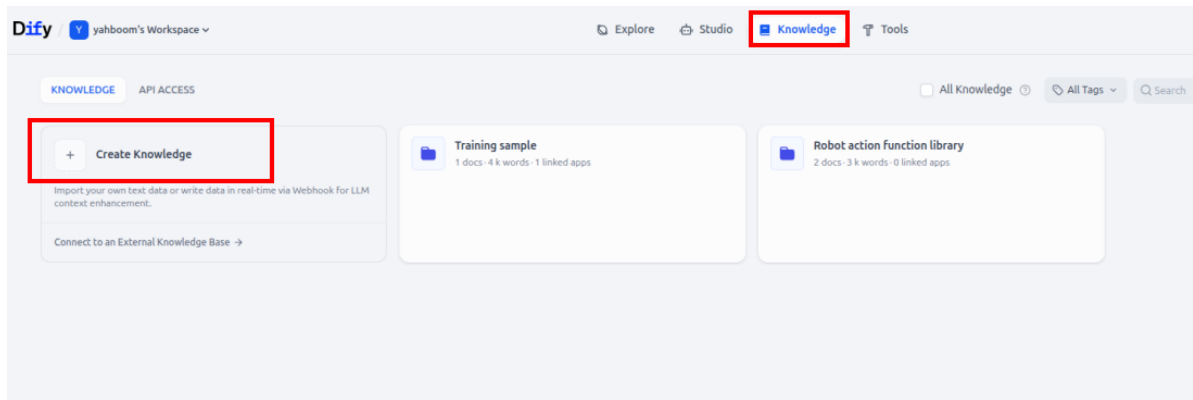 Dify / Y yahboom's Workspace
Explore Studio Knowledge Tools
KNOWLEDGE API ACCESS
All Knowledge All Tags Search
+ Create Knowledge
Import your own text data or write data in real-time via Webhook for LLM
context enhancement.
Connect to an External Knowledge Base →
Training sample
1 docs · 4 k words · 1 linked apps
Robot action function library
2 docs · 3 k words · 0 linked apps